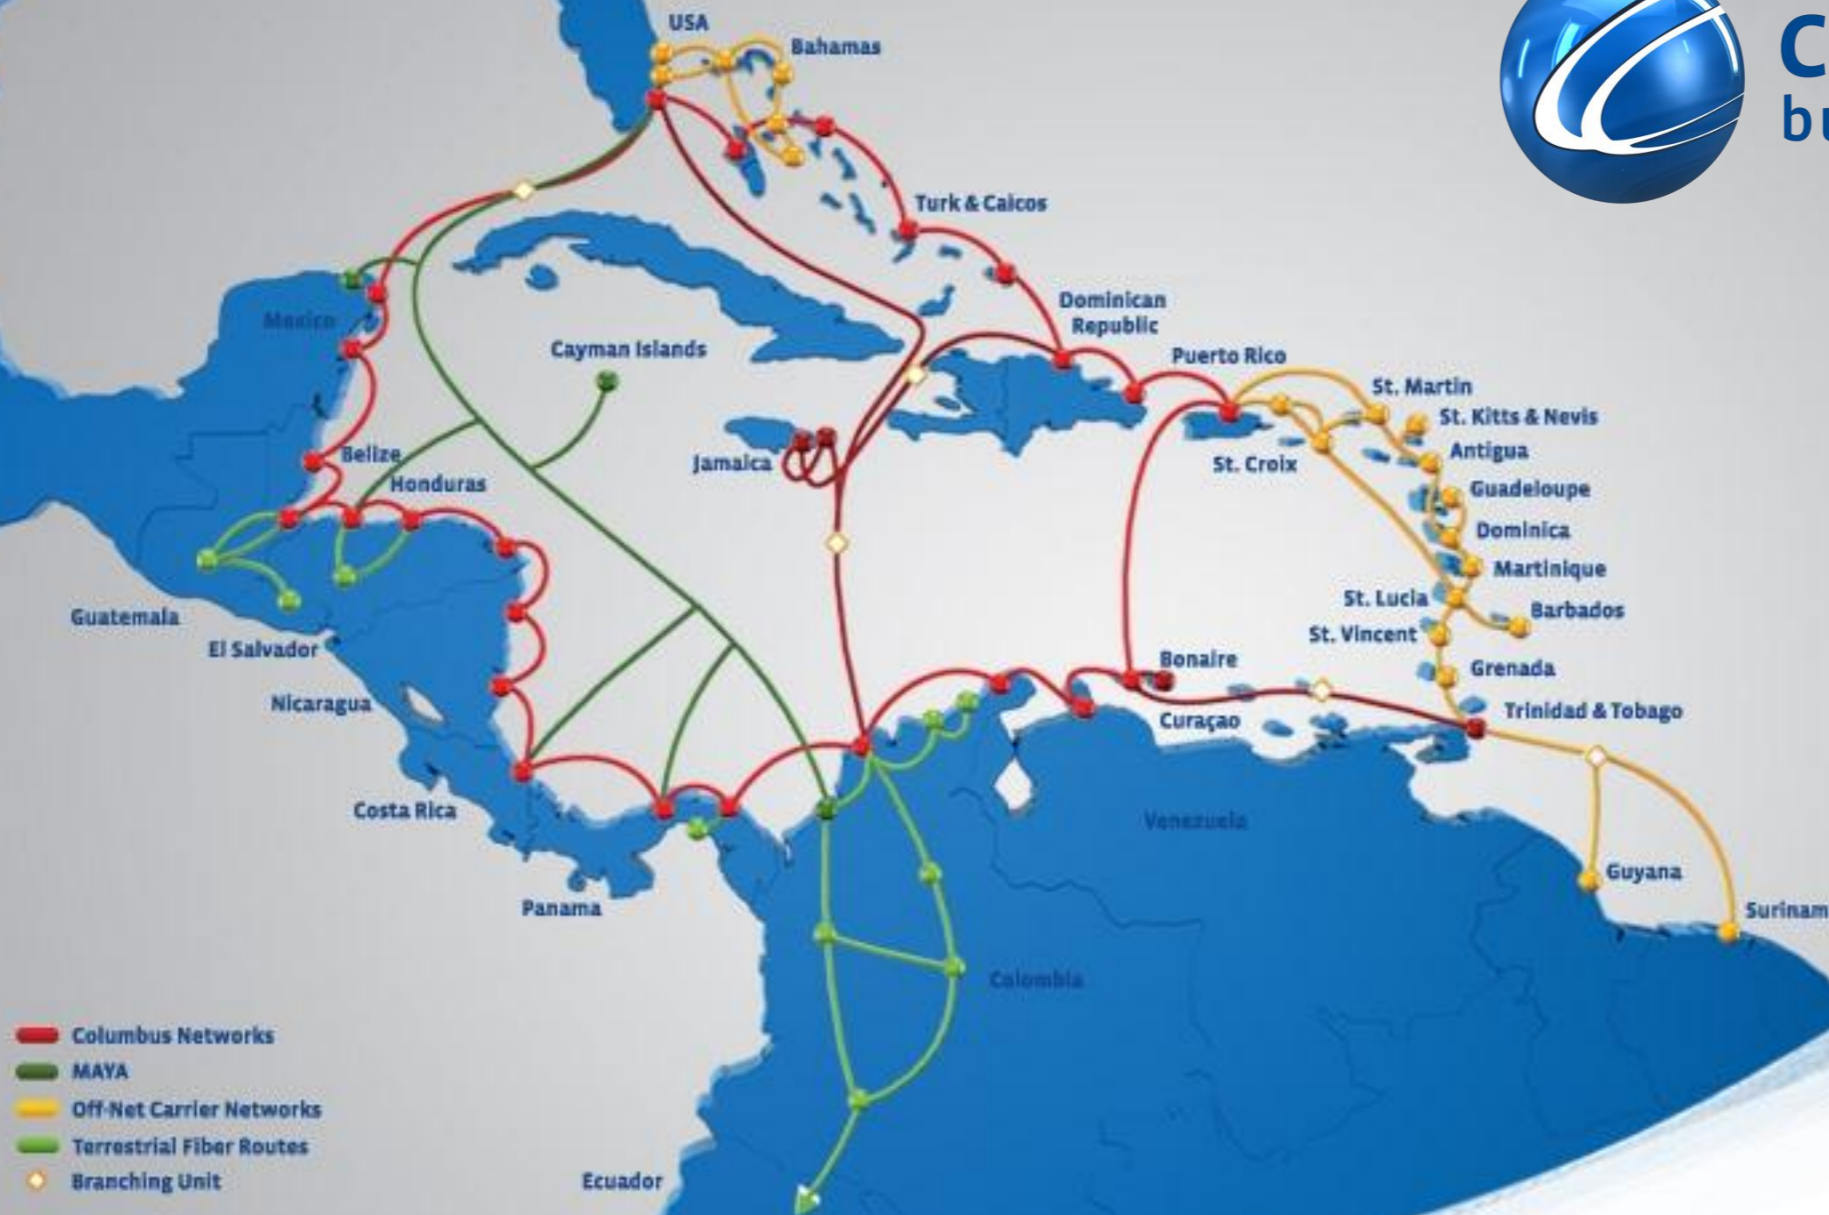 USA
Bahamas
C
bu
Turk & Caicos
Mexico
Cayman Islands
Dominican
Republic
Puerto Rico
St. Martin
St. Kitts & Nevis
Belize
Jamaica
St. Croix
Antigua
Honduras
Guadeloupe
Dominica
Martinique
St. Lucia
Barbados
Guatemala
St. Vincent
El Salvador
Bonaire
Grenada
Nicaragua
Curaçao
Trinidad & Tobago
Costa Rica
Venezuela
Guyana
Panama
Surinam
Colombia
Columbus Networks
MAYA
Off-Net Carrier Networks
Terrestrial Fiber Routes
Branching Unit
Ecuador